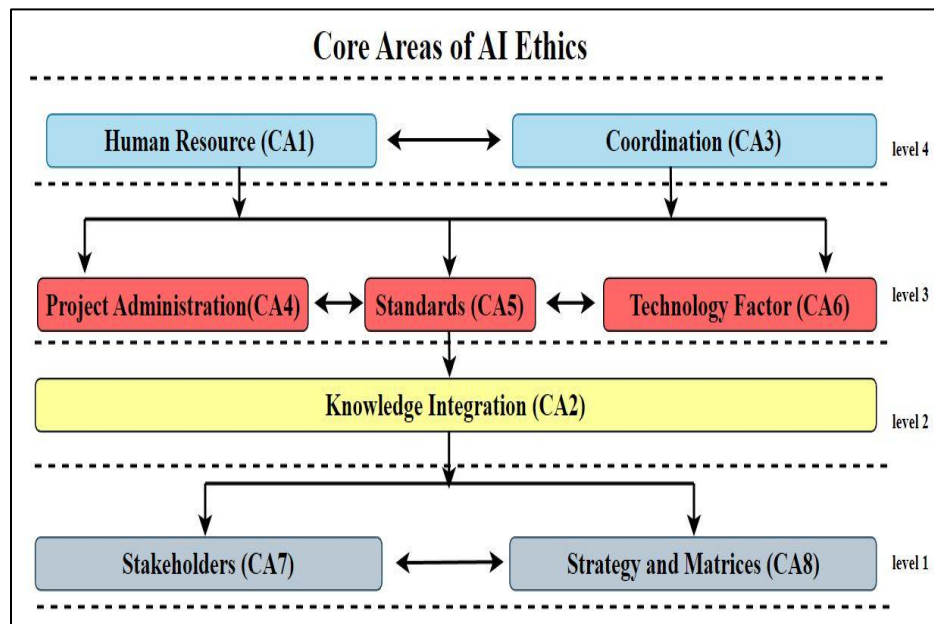 Core Areas of AI Ethics
Human Resource (CA1)
Coordination (CA3)
level 4
Project Administration(CA4)
Standards (CA5)
Technology Factor (CA6)
level 3
Knowledge Integration (CA2)
level 2
Stakeholders (CA7)
Strategy and Matrices (CA8)
level 1